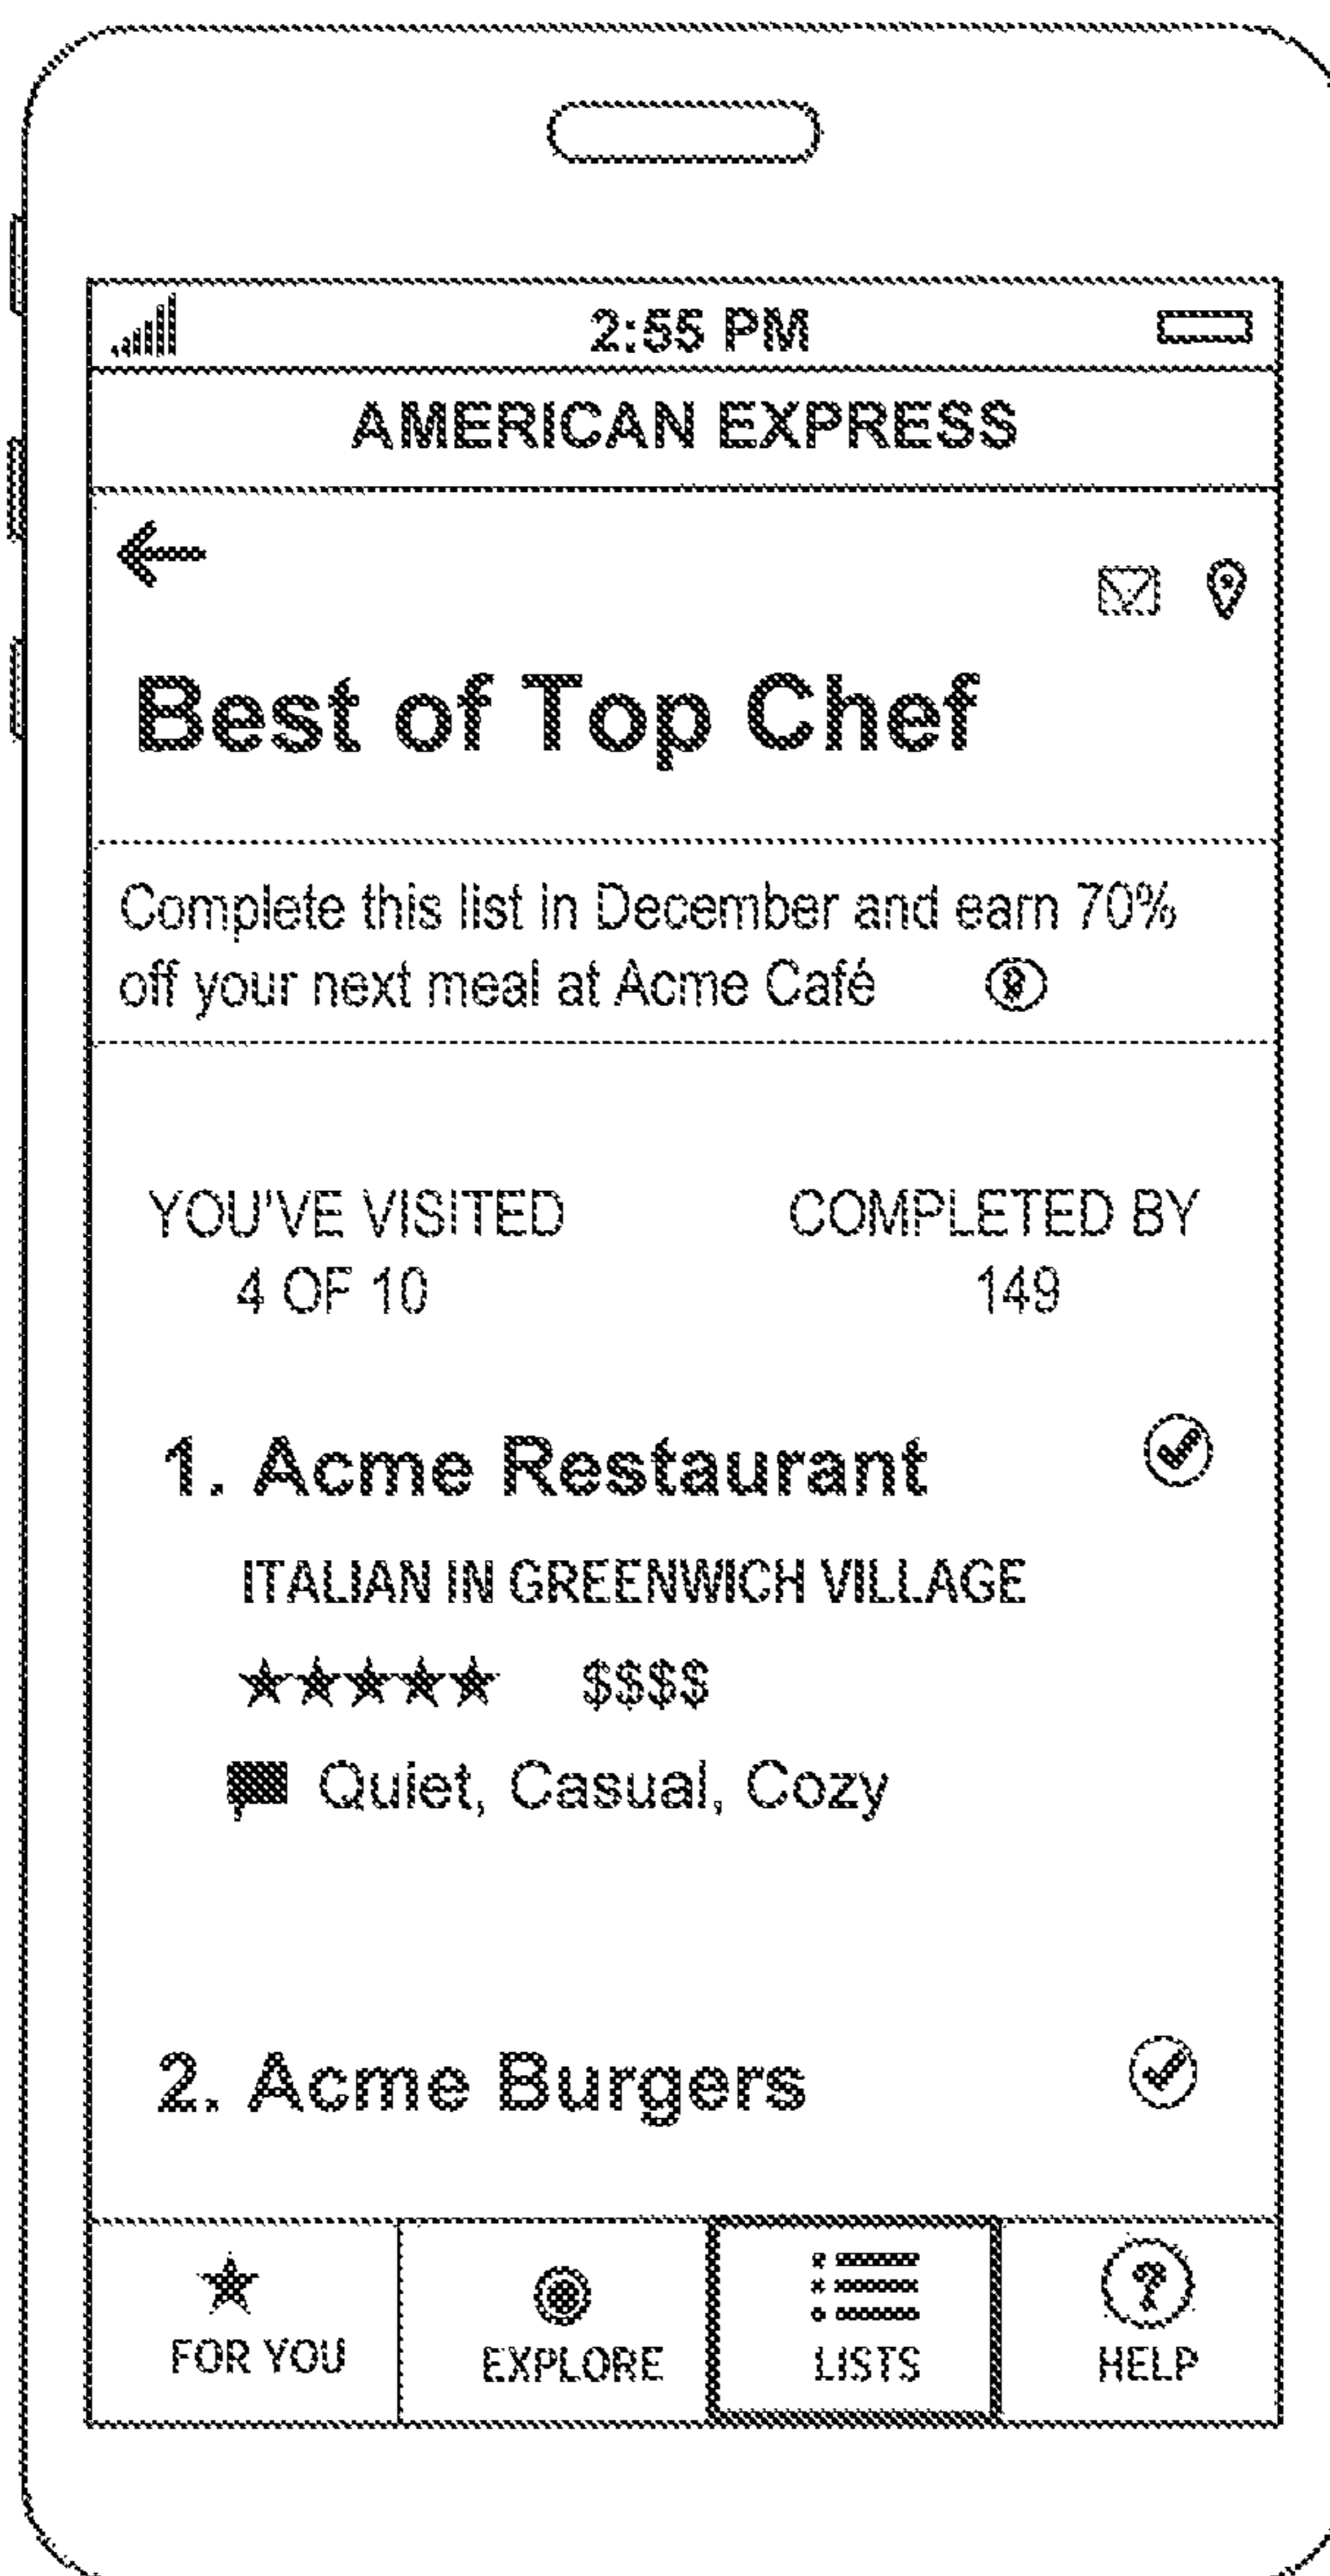 2:55 PM
AMERICAN EXPRESS
Best of Top Chef
Complete this list in December and earn 70%
off your next meal at Acme Café
YOU'VE VISITED COMPLETED BY
4 OF 10 149
1. Acme Restaurant
ITALIAN IN GREENWICH VILLAGE
★★★★★ $$$$
Quiet, Casual, Cozy
2. Acme Burgers
FOR YOU EXPLORE LISTS HELP